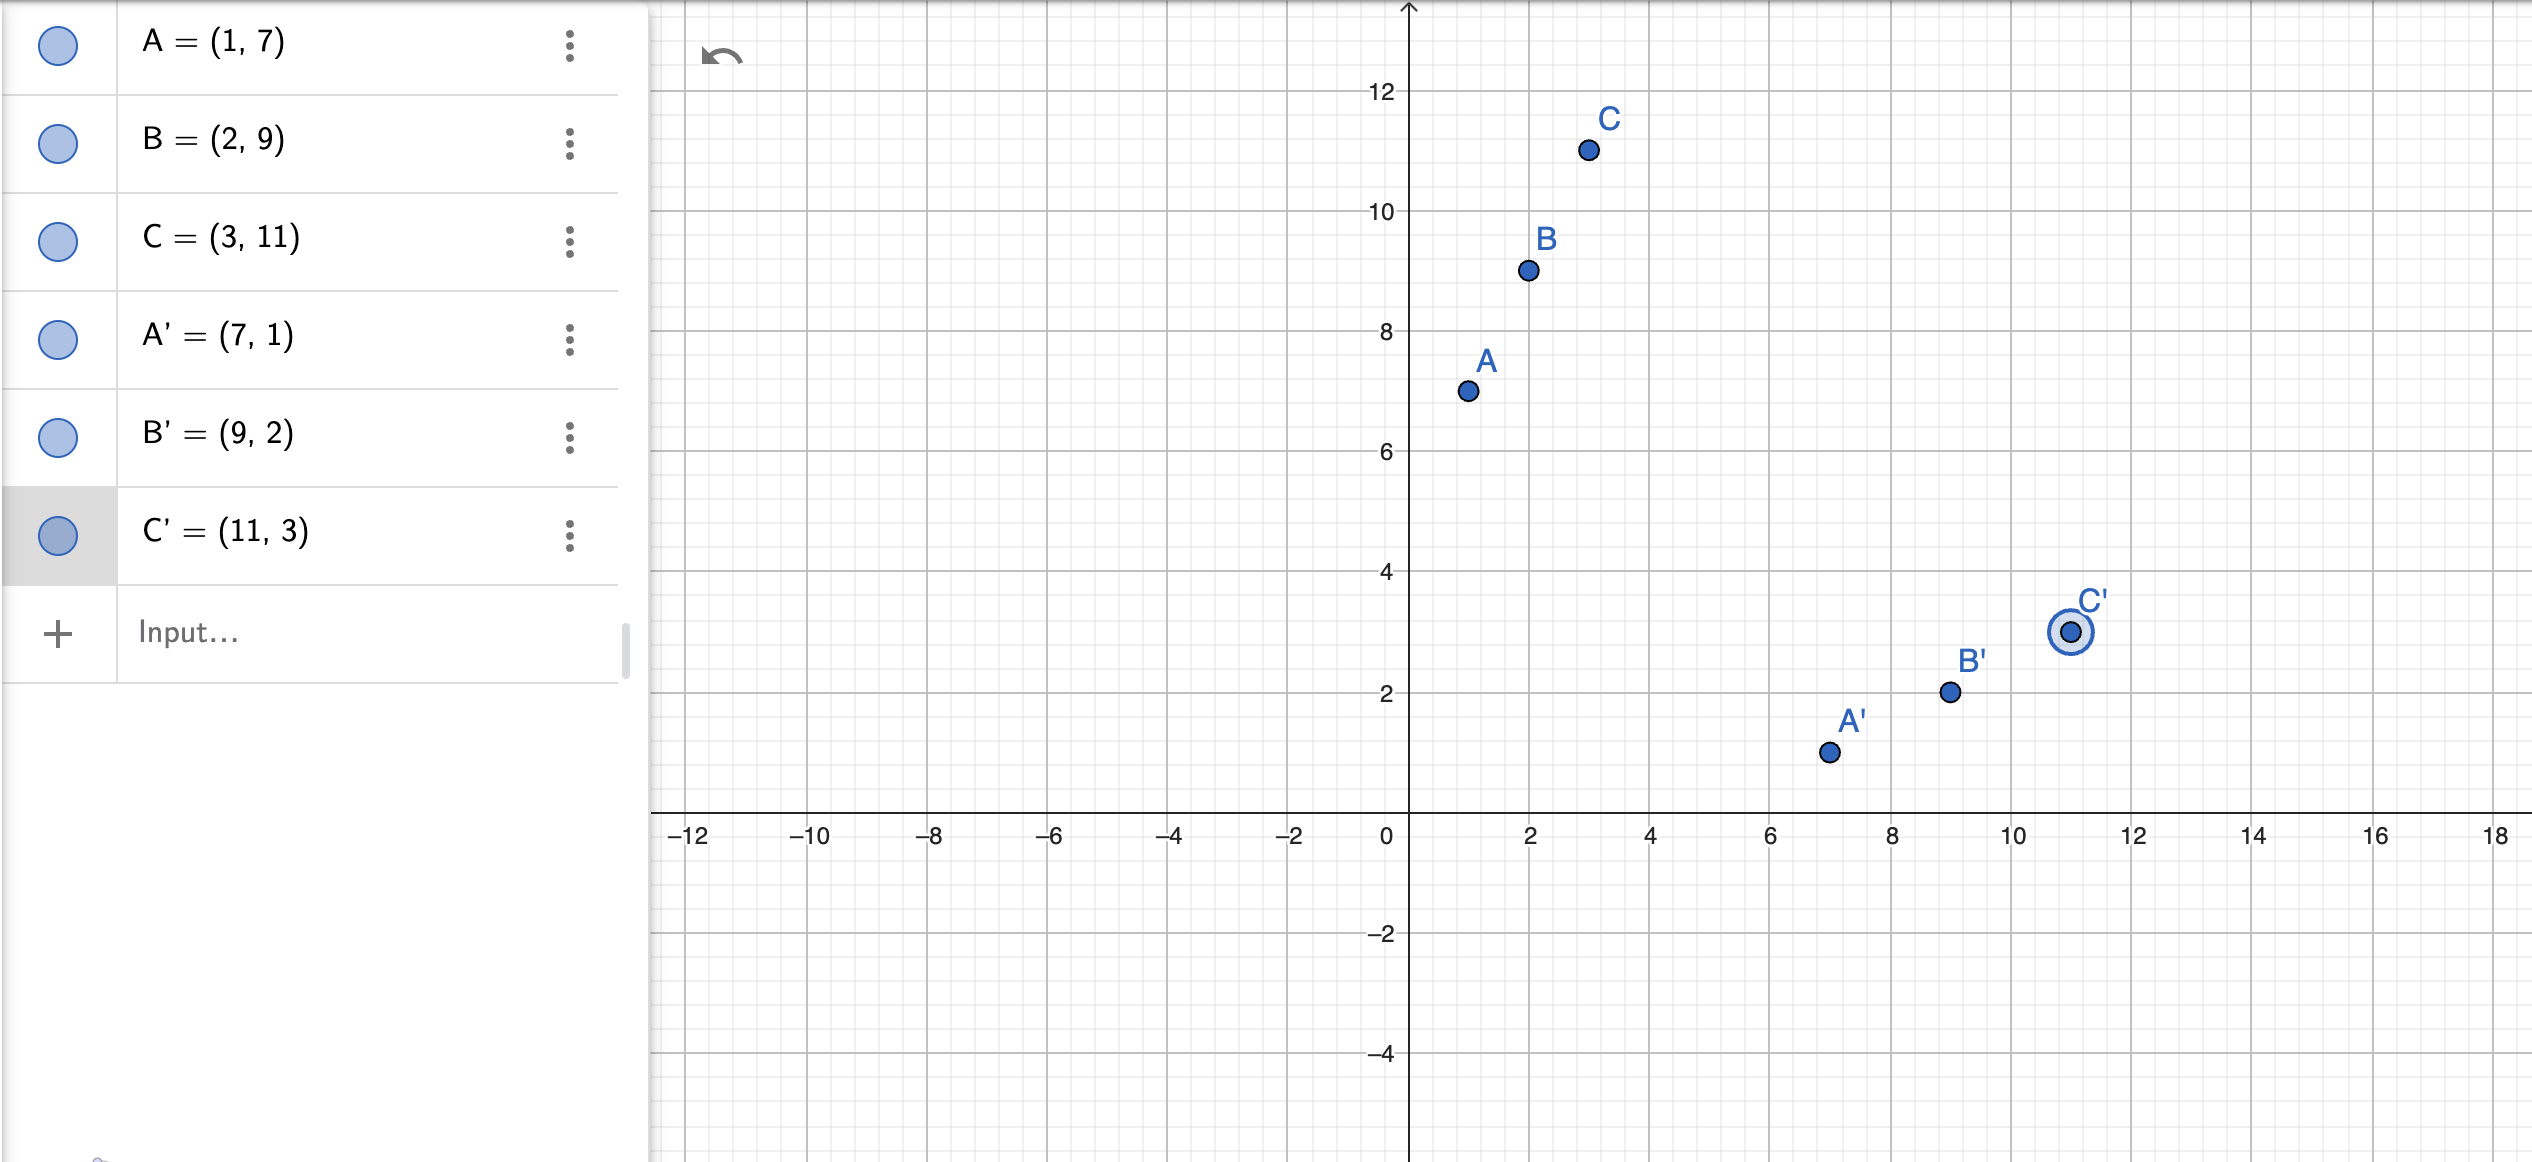 A = (1, 7)
B = (2, 9)
C = (3, 11)
A’ = (7, 1)
B’ = (9, 2)
C’ = (11, 3)
+ Input…
12
C
10
B
8
A
6
4
C'
B'
2
A'
–12 –10 –8 –6 –4 –2 0 2 4 6 8 10 12 14 16 18
–2
–4